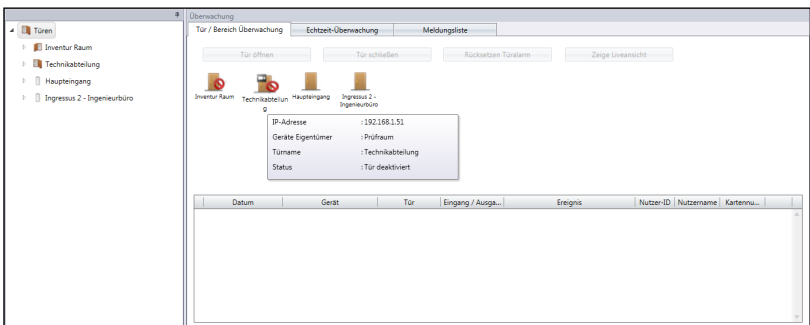 Überwachung
Türen
Inventur Raum
Technikabteilung
Haupteingang
Ingressus 2 - Ingenieurbüro
Tür / Bereich Überwachung
Echtzeit-Überwachung
Meldungsliste
Tür öffnen
Tür schließen
Rücksetzen Türalarm
Zeige Liveansicht
Inventur Raum
Technikabteilun
g
Haupteingang
Ingressus 2 -
Ingenieurbüro
IP-Adresse : 192.168.1.51
Geräte Eigentümer : Prüfraum
Türname : Technikabteilung
Status : Tür deaktiviert
Datum Gerät Tür Eingang / Ausga... Ereignis Nutzer-ID Nutzername Kartennu...